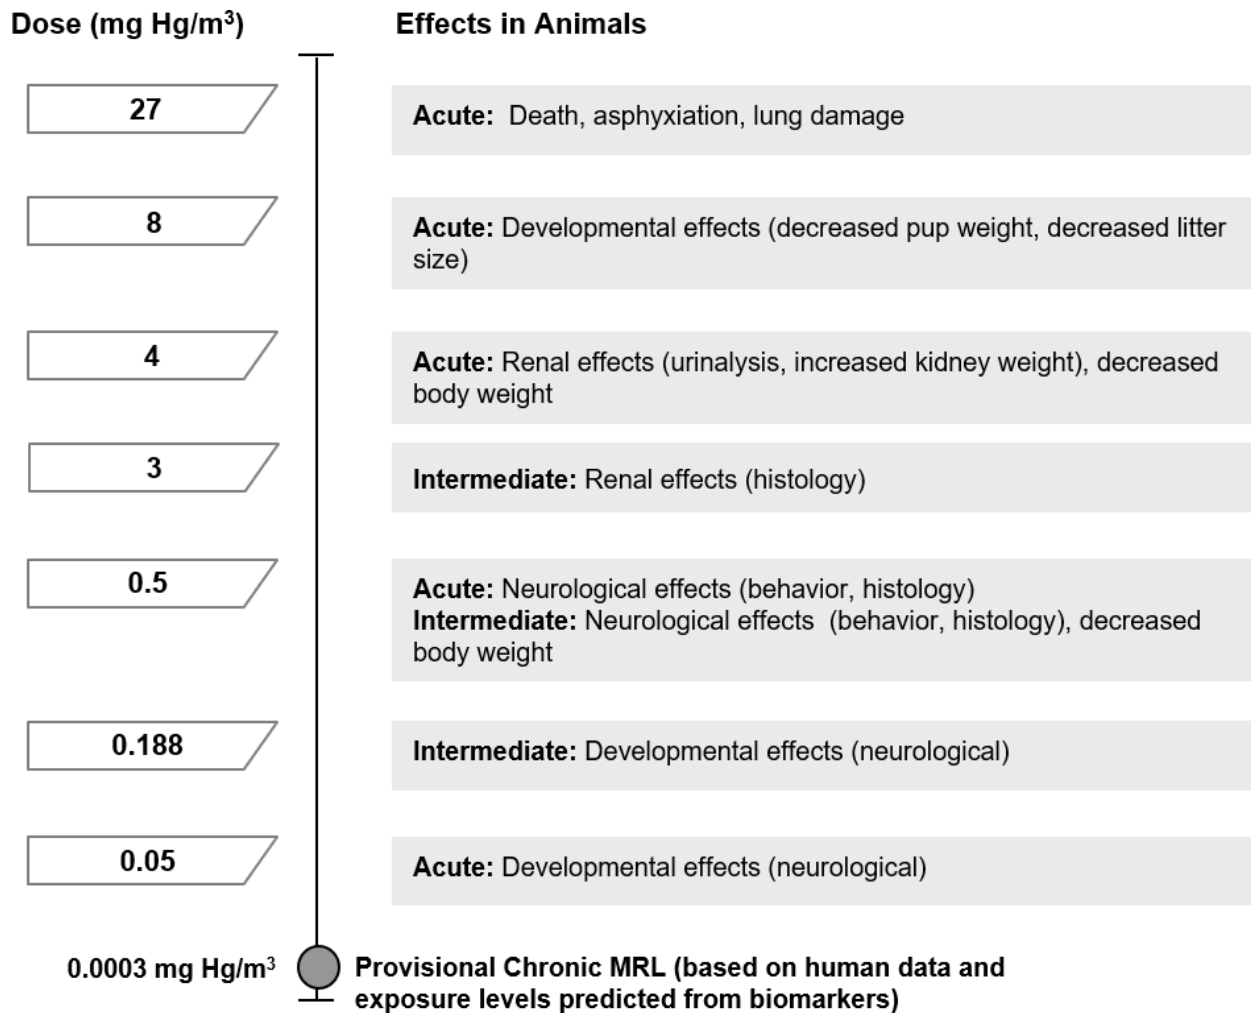 Dose (mg Hg/m³) Effects in Animals
27
Acute: Death, asphyxiation, lung damage
8
Acute: Developmental effects (decreased pup weight, decreased litter
size)
4
Acute: Renal effects (urinalysis, increased kidney weight), decreased
body weight
3
Intermediate: Renal effects (histology)
0.5
Acute: Neurological effects (behavior, histology)
Intermediate: Neurological effects (behavior, histology), decreased
body weight
0.188
Intermediate: Developmental effects (neurological)
0.05
Acute: Developmental effects (neurological)
0.0003 mg Hg/m³ Provisional Chronic MRL (based on human data and
exposure levels predicted from biomarkers)